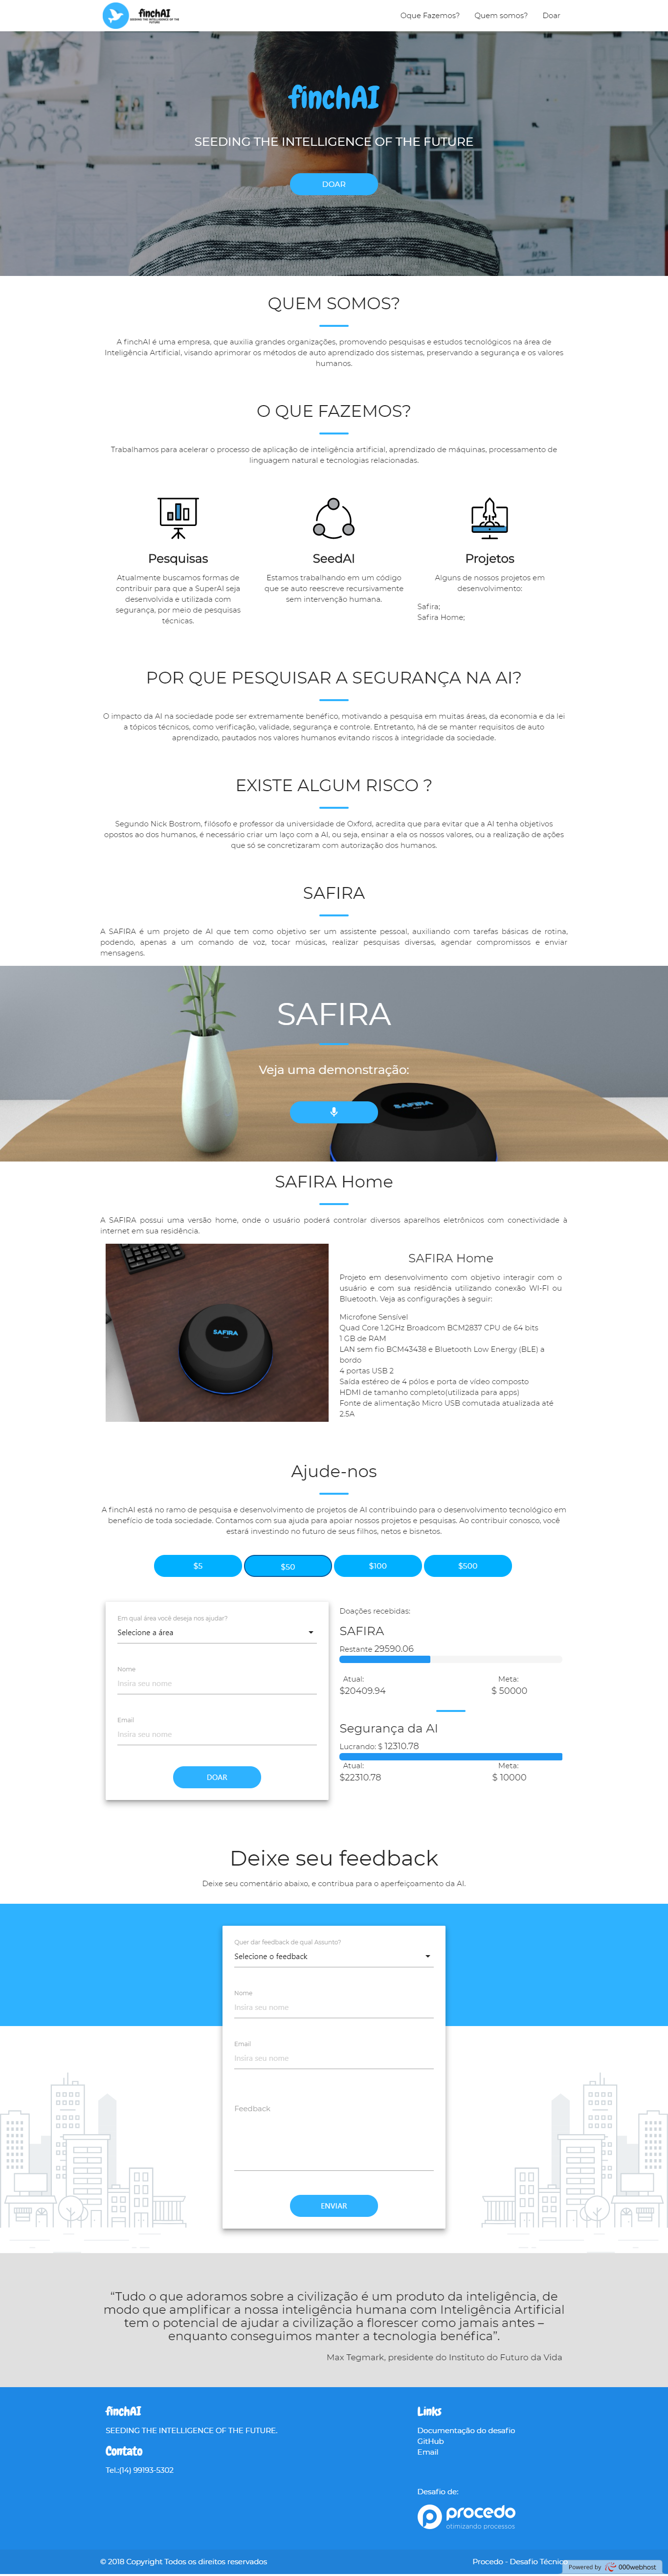 finchAI
SEEDING THE INTELLIGENCE OF THE FUTURE
Oque Fazemos? Quem somos? Doar
finchAI
SEEDING THE INTELLIGENCE OF THE FUTURE
DOAR
QUEM SOMOS?
A finchAI é uma empresa, que auxilia grandes organizações, promovendo pesquisas e estudos tecnológicos na área de
Inteligência Artificial, visando aprimorar os métodos de auto aprendizado dos sistemas, preservando a segurança e os valores
humanos.
O QUE FAZEMOS?
Trabalhamos para acelerar o processo de aplicação de inteligência artificial, aprendizado de máquinas, processamento de
linguagem natural e tecnologias relacionadas.
Pesquisas
Atualmente buscamos formas de
contribuir para que a SuperAI seja
desenvolvida e utilizada com
segurança, por meio de pesquisas
técnicas.
SeedAI
Estamos trabalhando em um código
que se auto reescreve recursivamente
sem intervenção humana.
Projetos
Alguns de nossos projetos em
desenvolvimento:
Safira;
Safira Home;
POR QUE PESQUISAR A SEGURANÇA NA AI?
O impacto da AI na sociedade pode ser extremamente benéfico, motivando a pesquisa em muitas áreas, da economia e da lei
a tópicos técnicos, como verificação, validade, segurança e controle. Entretanto, há de se manter requisitos de auto
aprendizado, pautados nos valores humanos evitando riscos à integridade da sociedade.
EXISTE ALGUM RISCO ?
Segundo Nick Bostrom, filósofo e professor da universidade de Oxford, acredita que para evitar que a AI tenha objetivos
opostos ao dos humanos, é necessário criar um laço com a AI, ou seja, ensinar a ela os nossos valores, ou a realização de ações
que só se concretizaram com autorização dos humanos.
SAFIRA
A SAFIRA é um projeto de AI que tem como objetivo ser um assistente pessoal, auxiliando com tarefas básicas de rotina,
podendo, apenas a um comando de voz, tocar músicas, realizar pesquisas diversas, agendar compromissos e enviar
mensagens.
SAFIRA
Veja uma demonstração:
SAFIRA
SAFIRA Home
A SAFIRA possui uma versão home, onde o usuário poderá controlar diversos aparelhos eletrônicos com conectividade à
internet em sua residência.
SAFIRA
SAFIRA Home
Projeto em desenvolvimento com objetivo interagir com o
usuário e com sua residência utilizando conexão WI-FI ou
Bluetooth. Veja as configurações à seguir:
Microfone Sensível
Quad Core 1.2GHz Broadcom BCM2837 CPU de 64 bits
1 GB de RAM
LAN sem fio BCM43438 e Bluetooth Low Energy (BLE) a
bordo
4 portas USB 2
Saída estéreo de 4 pólos e porta de vídeo composto
HDMI de tamanho completo(utilizada para apps)
Fonte de alimentação Micro USB comutada atualizada até
2.5A
Ajude-nos
A finchAI está no ramo de pesquisa e desenvolvimento de projetos de AI contribuindo para o desenvolvimento tecnológico em
benefício de toda sociedade. Contamos com sua ajuda para apoiar nossos projetos e pesquisas. Ao contribuir conosco, você
estará investindo no futuro de seus filhos, netos e bisnetos.
$5 $50 $100 $500
Em qual área você deseja nos ajudar?
Selecione a área
Nome
Insira seu nome
Email
Insira seu nome
DOAR
Doações recebidas:
SAFIRA
Restante 29590.06
Atual: Meta:
$20409.94 $ 50000
Segurança da AI
Lucrando: $ 12310.78
Atual: Meta:
$22310.78 $ 10000
Deixe seu feedback
Deixe seu comentário abaixo, e contribua para o aperfeiçoamento da AI.
Quer dar feedback de qual Assunto?
Selecione o feedback
Nome
Insira seu nome
Email
Insira seu nome
Feedback
ENVIAR
“Tudo o que adoramos sobre a civilização é um produto da inteligência, de
modo que amplificar a nossa inteligência humana com Inteligência Artificial
tem o potencial de ajudar a civilização a florescer como jamais antes –
enquanto conseguimos manter a tecnologia benéfica”.
Max Tegmark, presidente do Instituto do Futuro da Vida
finchAI
SEEDING THE INTELLIGENCE OF THE FUTURE.
Contato
Tel.:(14) 99193-5302
Links
Documentação do desafio
GitHub
Email
Desafio de:
procedo
otimizando processos
© 2018 Copyright Todos os direitos reservados
Procedo - Desafio Técnico
Powered by 000webhost